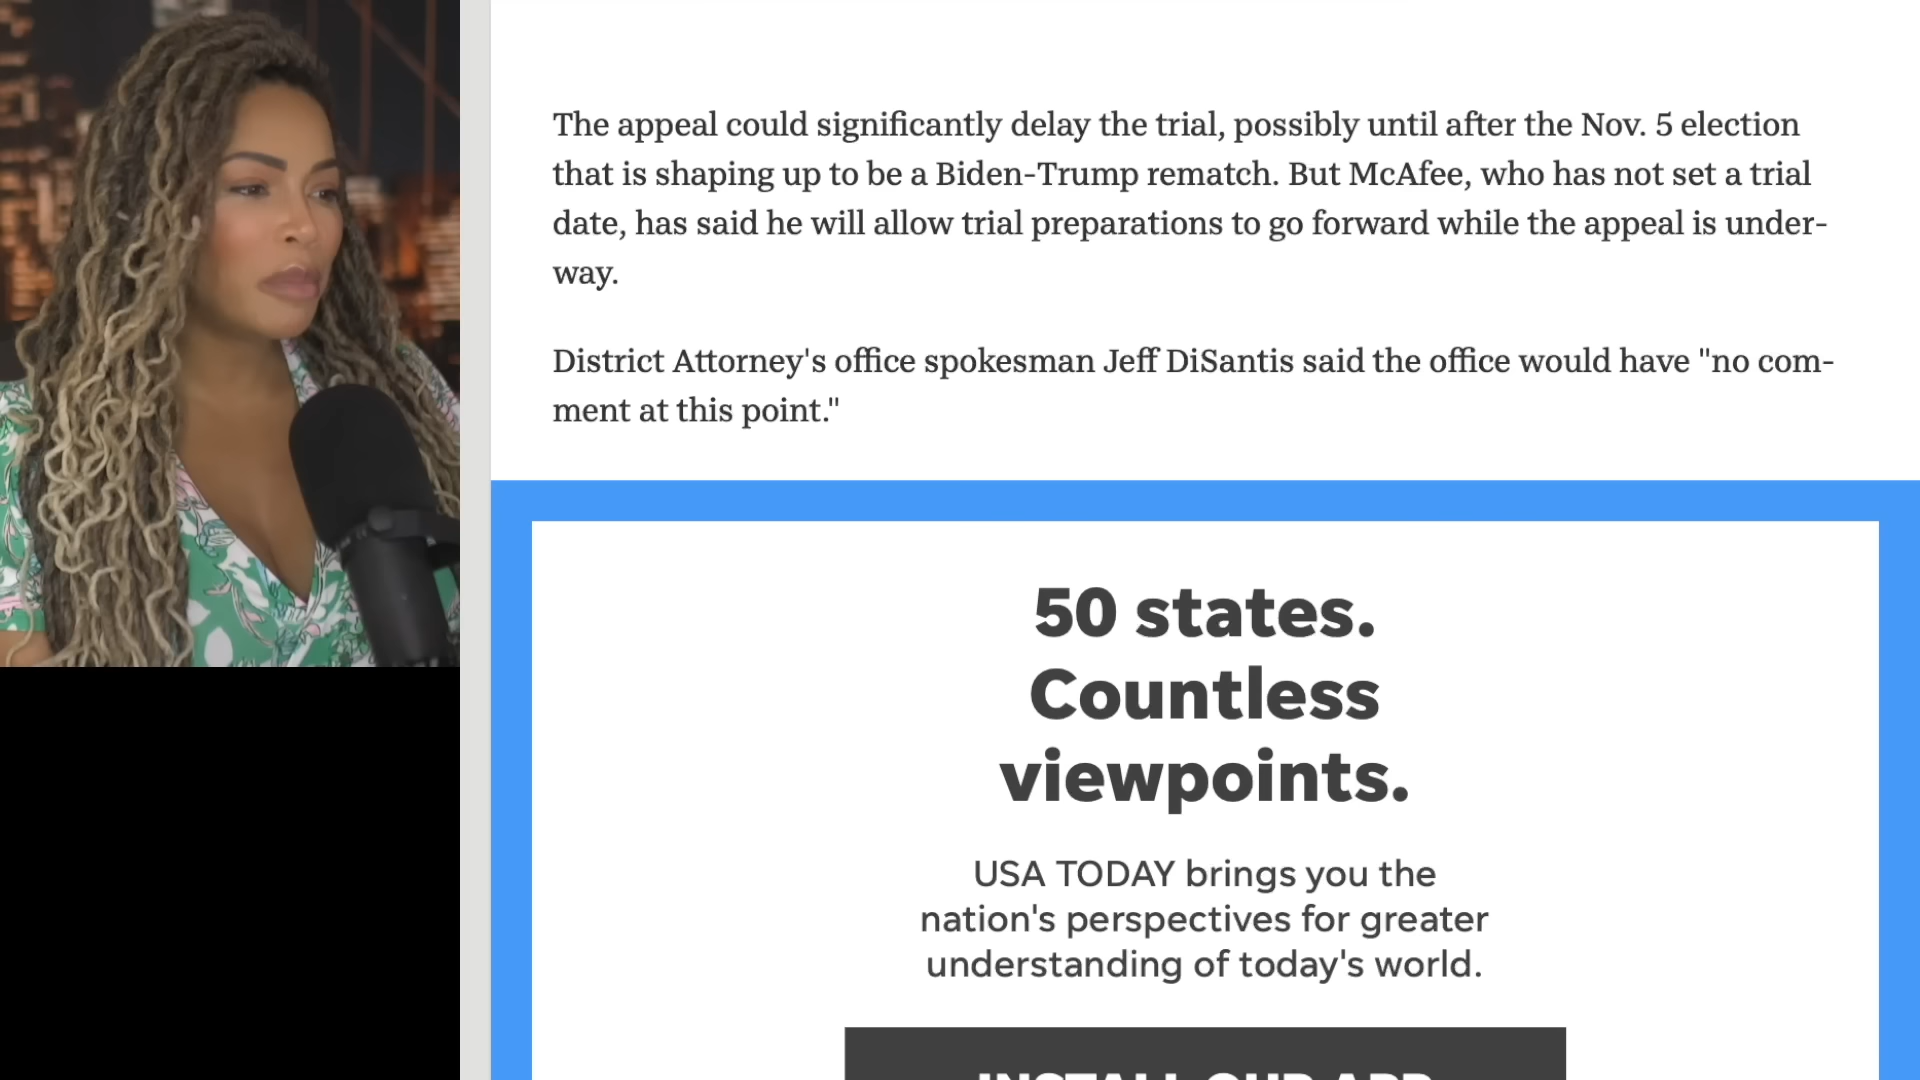 The appeal could significantly delay the trial, possibly until after the Nov. 5 election
that is shaping up to be a Biden-Trump rematch. But McAfee, who has not set a trial
date, has said he will allow trial preparations to go forward while the appeal is under-
way.
District Attorney's office spokesman Jeff DiSantis said the office would have "no com-
ment at this point."
50 states.
Countless
viewpoints.
USA TODAY brings you the
nation's perspectives for greater
understanding of today's world.
INSTALL OUR APP